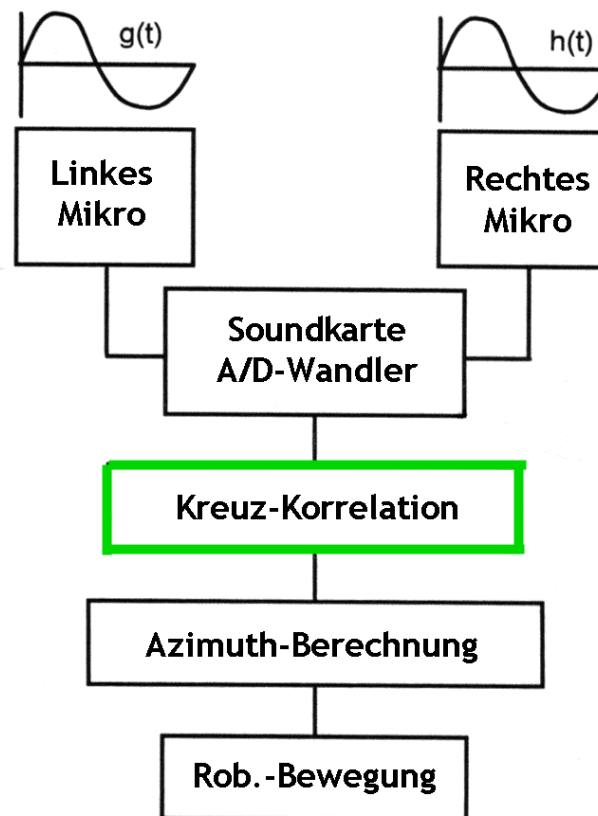 g(t)
h(t)
Linkes
Mikro
Rechtes
Mikro
Soundkarte
A/D-Wandler
Kreuz-Korrelation
Azimuth-Berechnung
Rob.-Bewegung